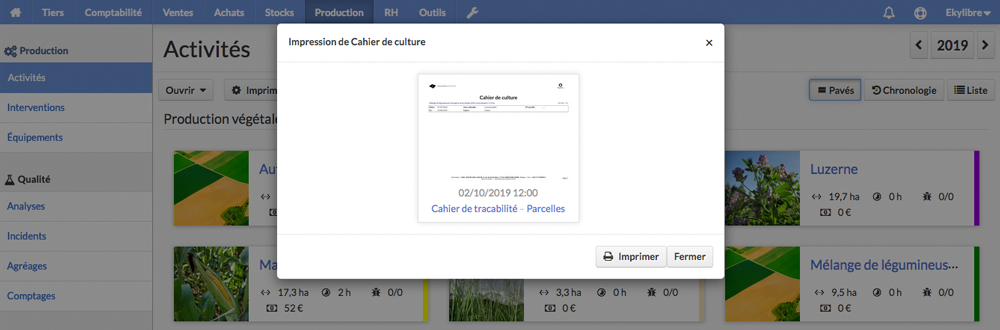 Tiers Comptabilité Ventes Achats Stocks Production RH Outils Ekylibre
Production
Activités
Interventions
Équipements
Qualité
Analyses
Incidents
Agréages
Comptages
Activités
2019
Ouvrir Imprim
Pavés Chronologie Liste
Production végétale
Impression de Cahier de culture ×
Cahier de culture
02/10/2019 12:00
Cahier de tracabilité – Parcelles
Imprimer Fermer
Luzerne
19,7 ha 0 h 0/0
0 €
17,3 ha 2 h 0/0
52 €
3,3 ha 0 h 0/0
0 €
Mélange de légumineus...
9,5 ha 0 h 0/0
0 €